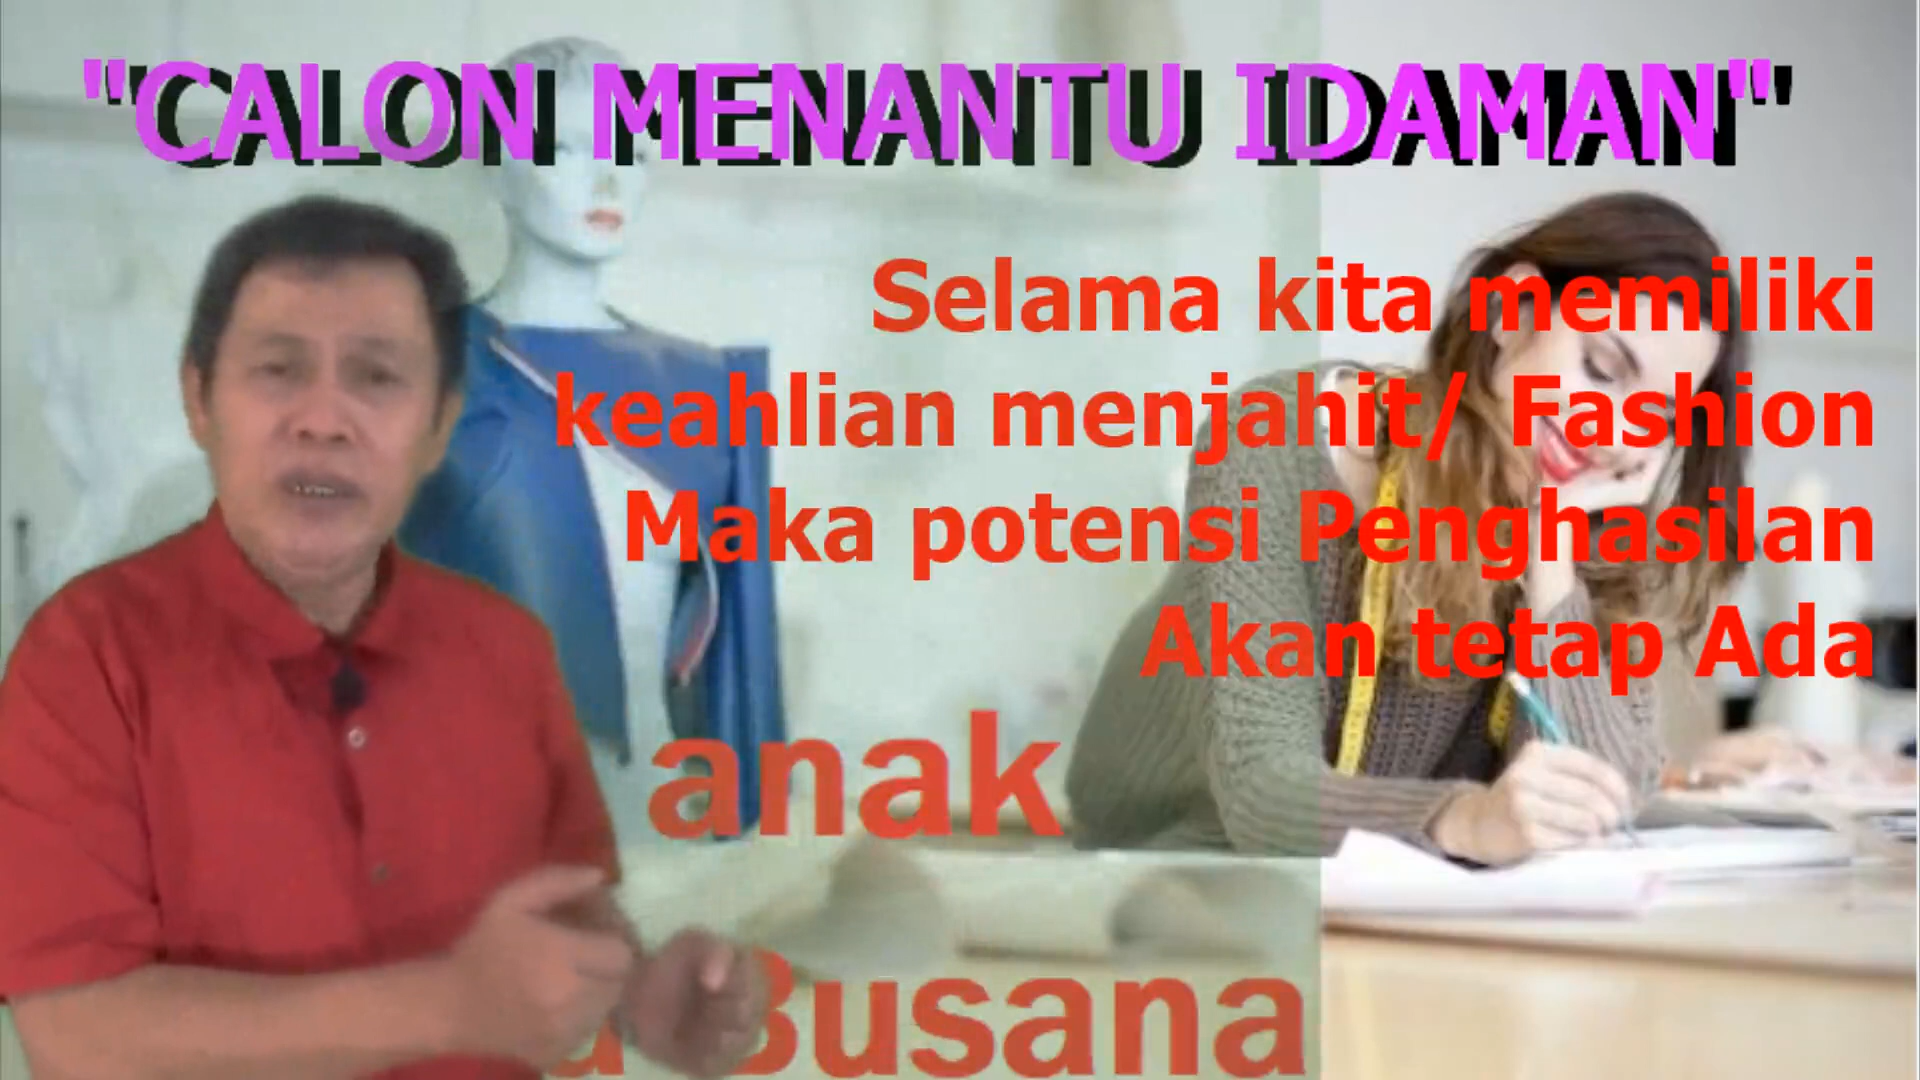 "CALON MENANTU IDAMAN"
Selama kita memiliki
keahlian menjahit/ Fashion
Maka potensi Penghasilan
Akan tetap Ada
anak
Busana